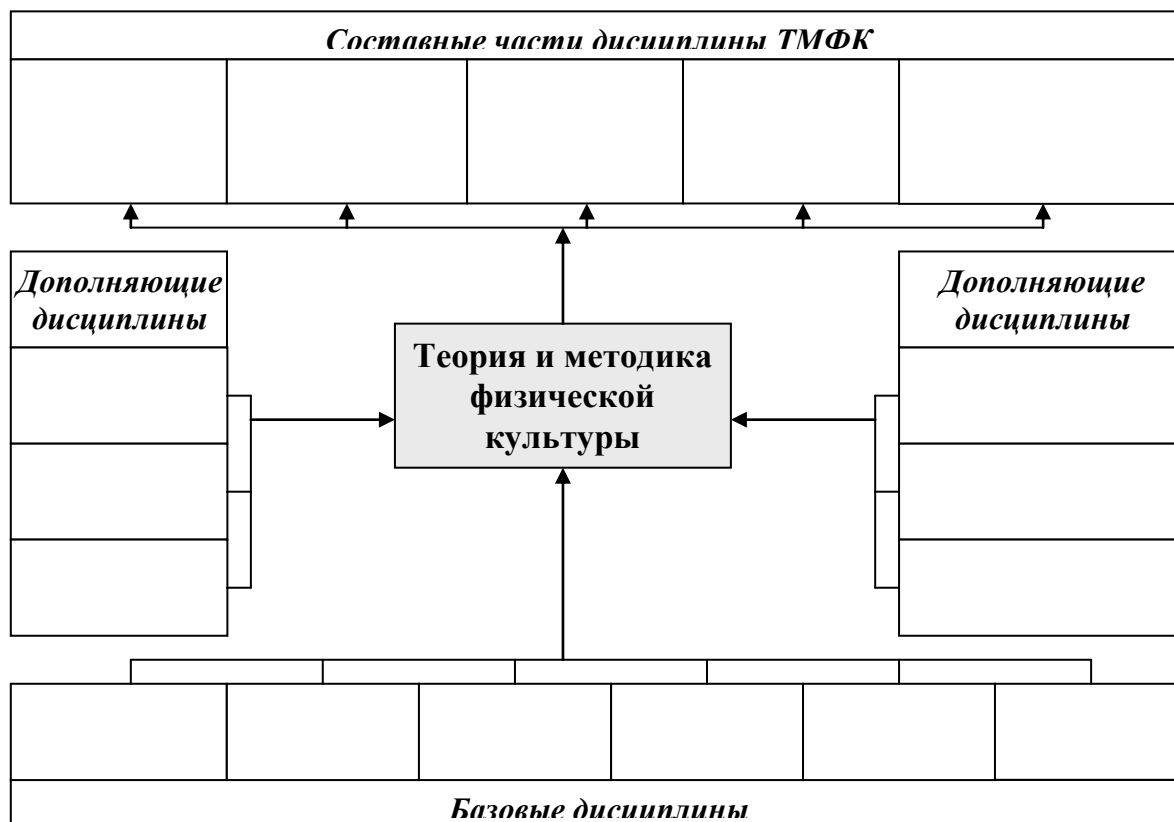 Составные части дисциплины ТМФК
Дополняющие
дисциплины
Дополняющие
дисциплины
Теория и методика
физической
культуры
Базовые дисциплины